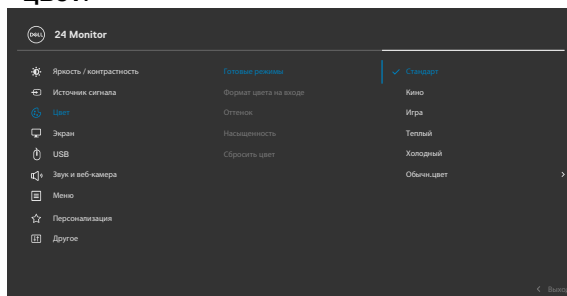 ЦВЕТ.
DELL 24 Monitor
Яркость / контрастность Готовые режимы ✓ Стандарт
Источник сигнала Формат цвета на входе Кино
Цвет Оттенок Игра
Экран Насыщенность Теплый
USB Сбросить цвет Холодный
Звук и веб-камера Обычн.цвет >
Меню
Персонализация
Другое
< Выход